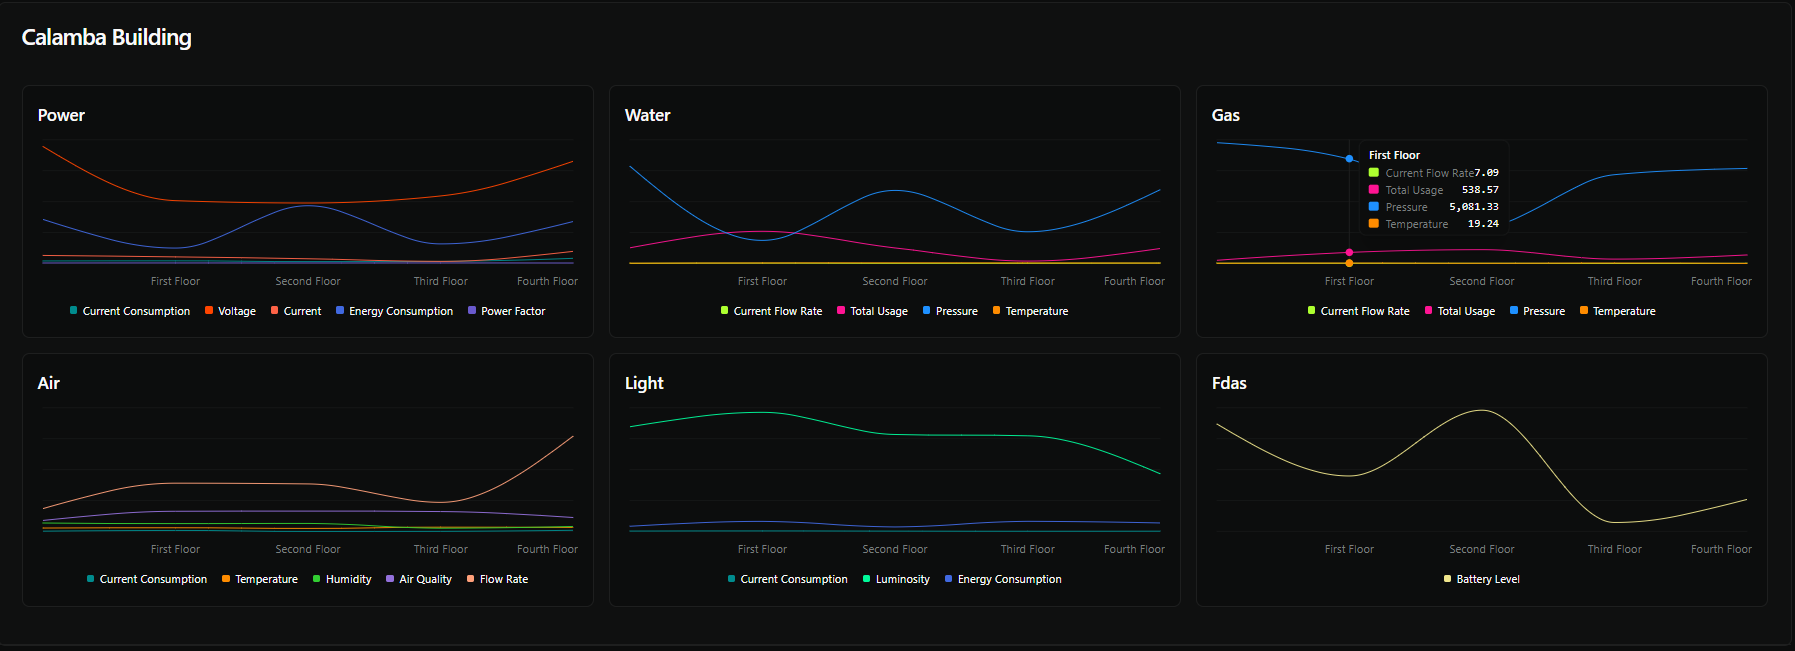 Calamba Building
Power
First Floor Second Floor Third Floor Fourth Floor
Current Consumption Voltage Current Energy Consumption Power Factor
Water
First Floor Second Floor Third Floor Fourth Floor
Current Flow Rate Total Usage Pressure Temperature
Gas
First Floor
Current Flow Rate 7.09
Total Usage 538.57
Pressure 5,081.33
Temperature 19.24
First Floor Second Floor Third Floor Fourth Floor
Current Flow Rate Total Usage Pressure Temperature
Air
First Floor Second Floor Third Floor Fourth Floor
Current Consumption Temperature Humidity Air Quality Flow Rate
Light
First Floor Second Floor Third Floor Fourth Floor
Current Consumption Luminosity Energy Consumption
Fdas
First Floor Second Floor Third Floor Fourth Floor
Battery Level